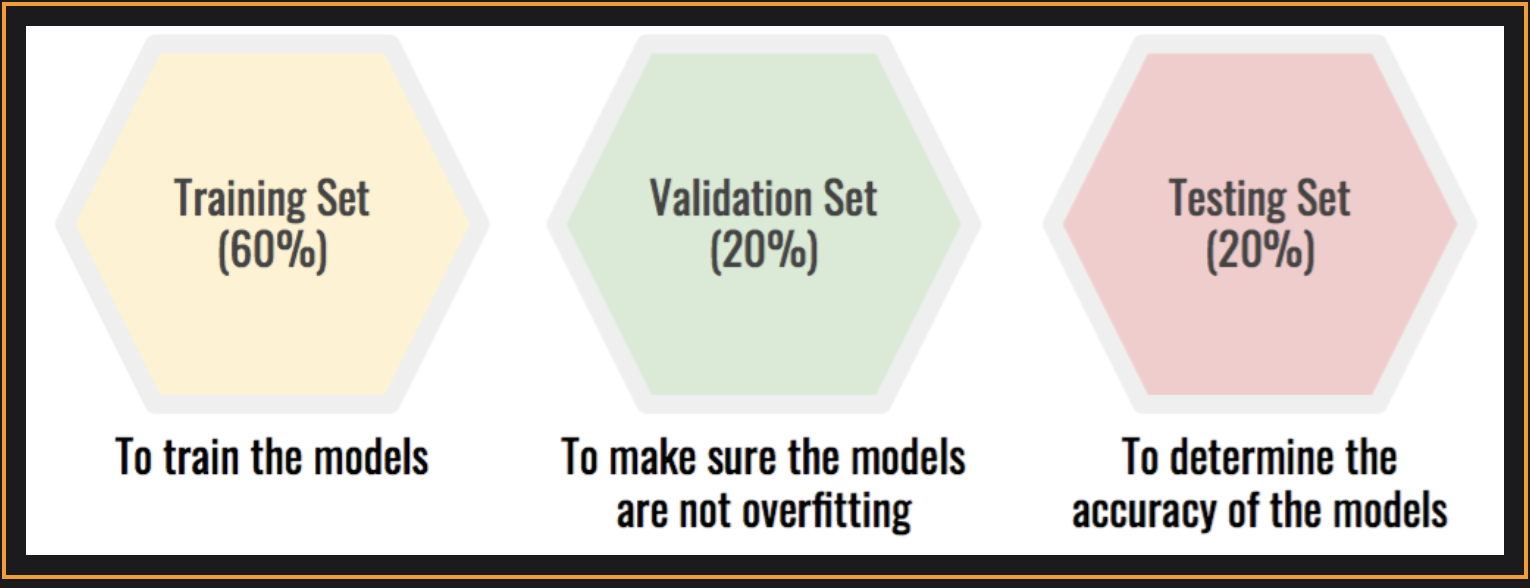 Training Set
(60%)
To train the models
Validation Set
(20%)
To make sure the models
are not overfitting
Testing Set
(20%)
To determine the
accuracy of the models